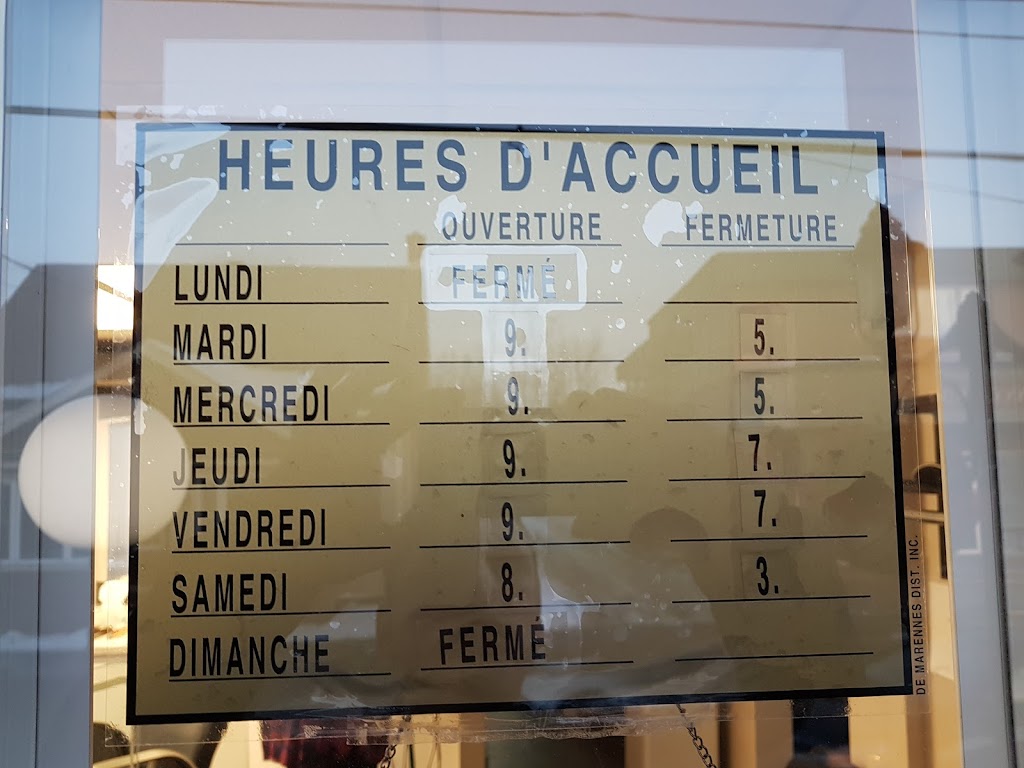 HEURES D'ACCUEIL
OUVERTURE FERMETURE
LUNDI FERMÉ
MARDI 9. 5.
MERCREDI 9. 5.
JEUDI 9. 7.
VENDREDI 9. 7.
SAMEDI 8. 3.
DIMANCHE FERMÉ
DE MARENNES DIST. INC.